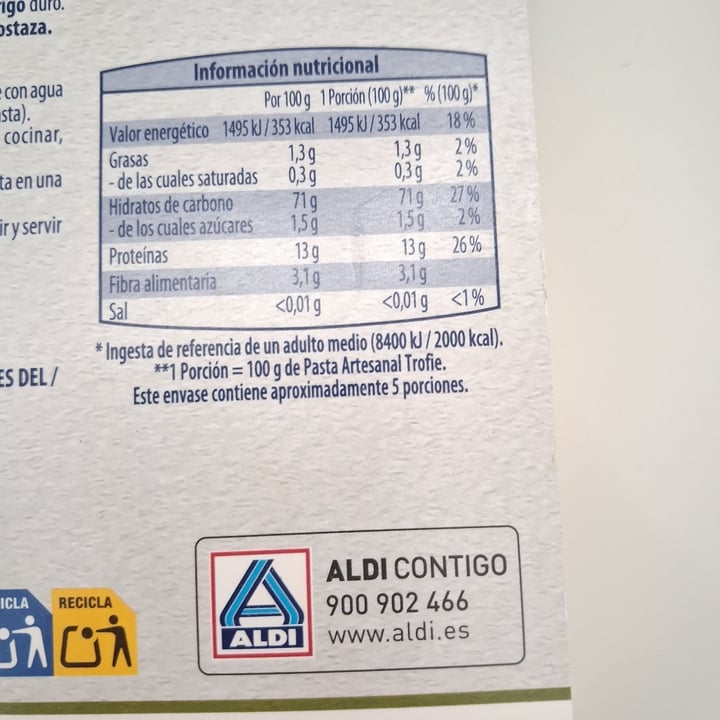 rigo duro.
ostaza.
e con agua
asta).
cocinar,
ta en una
ir y servir
ES DEL /
Información nutricional
Por 100 g 1 Porción (100 g)** % (100 g)*
Valor energético 1495 kJ / 353 kcal 1495 kJ / 353 kcal 18 %
Grasas 1,3 g 1,3 g 2 %
- de las cuales saturadas 0,3 g 0,3 g 2 %
Hidratos de carbono 71 g 71 g 27 %
- de los cuales azúcares 1,5 g 1,5 g 2 %
Proteínas 13 g 13 g 26 %
Fibra alimentaria 3,1 g 3,1 g
Sal <0,01 g <0,01 g <1 %
* Ingesta de referencia de un adulto medio (8400 kJ / 2000 kcal).
**1 Porción = 100 g de Pasta Artesanal Trofie.
Este envase contiene aproximadamente 5 porciones.
ICLA
RECICLA
ALDI
ALDI CONTIGO
900 902 466
www.aldi.es